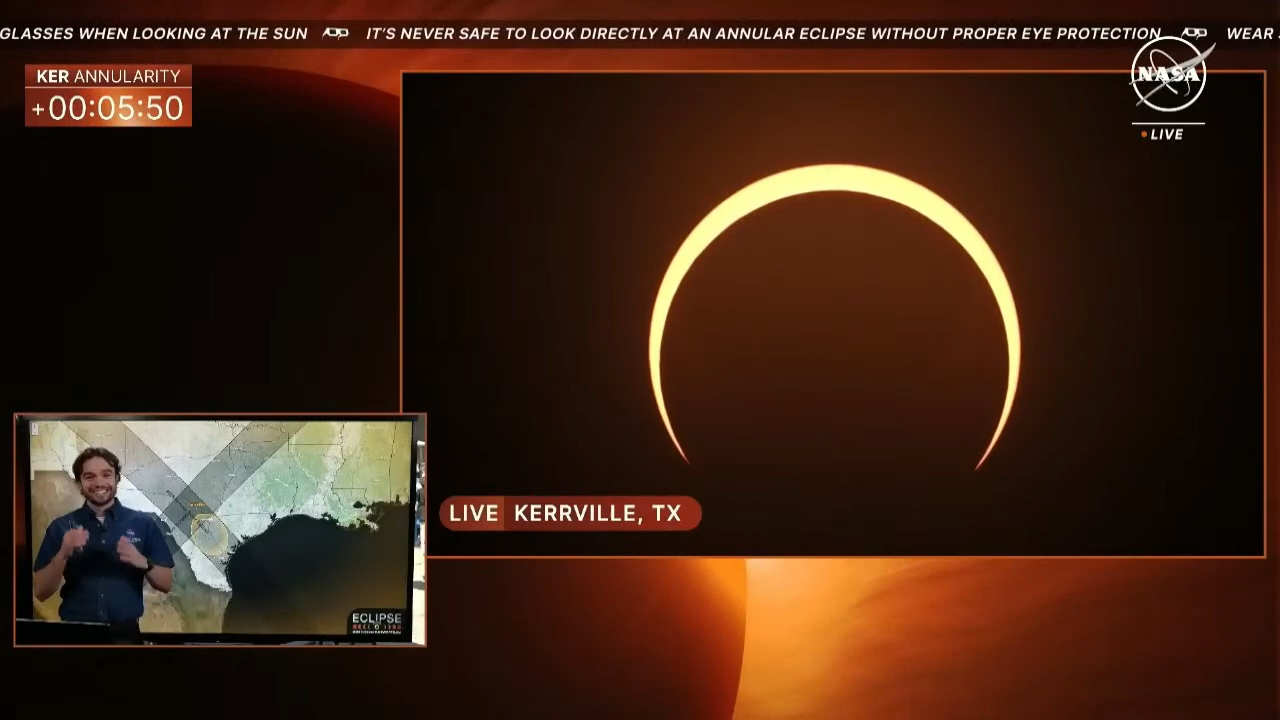 GLASSES WHEN LOOKING AT THE SUN IT'S NEVER SAFE TO LOOK DIRECTLY AT AN ANNULAR ECLIPSE WITHOUT PROPER EYE PROTECTION WEAR
KER ANNULARITY
+00:05:50
NASA
LIVE
LIVE KERRVILLE, TX
ECLIPSE